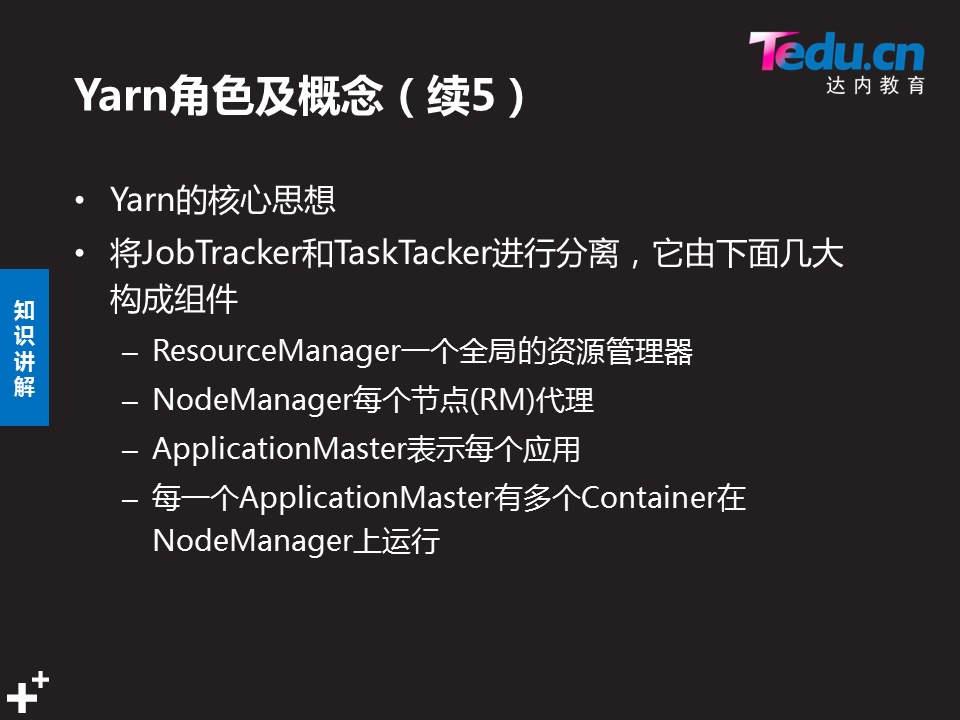 Tedu.cn
达内教育
Yarn角色及概念（续5）
• Yarn的核心思想
• 将JobTracker和TaskTacker进行分离，它由下面几大
构成组件
知识讲解
– ResourceManager一个全局的资源管理器
– NodeManager每个节点(RM)代理
– ApplicationMaster表示每个应用
– 每一个ApplicationMaster有多个Container在
NodeManager上运行